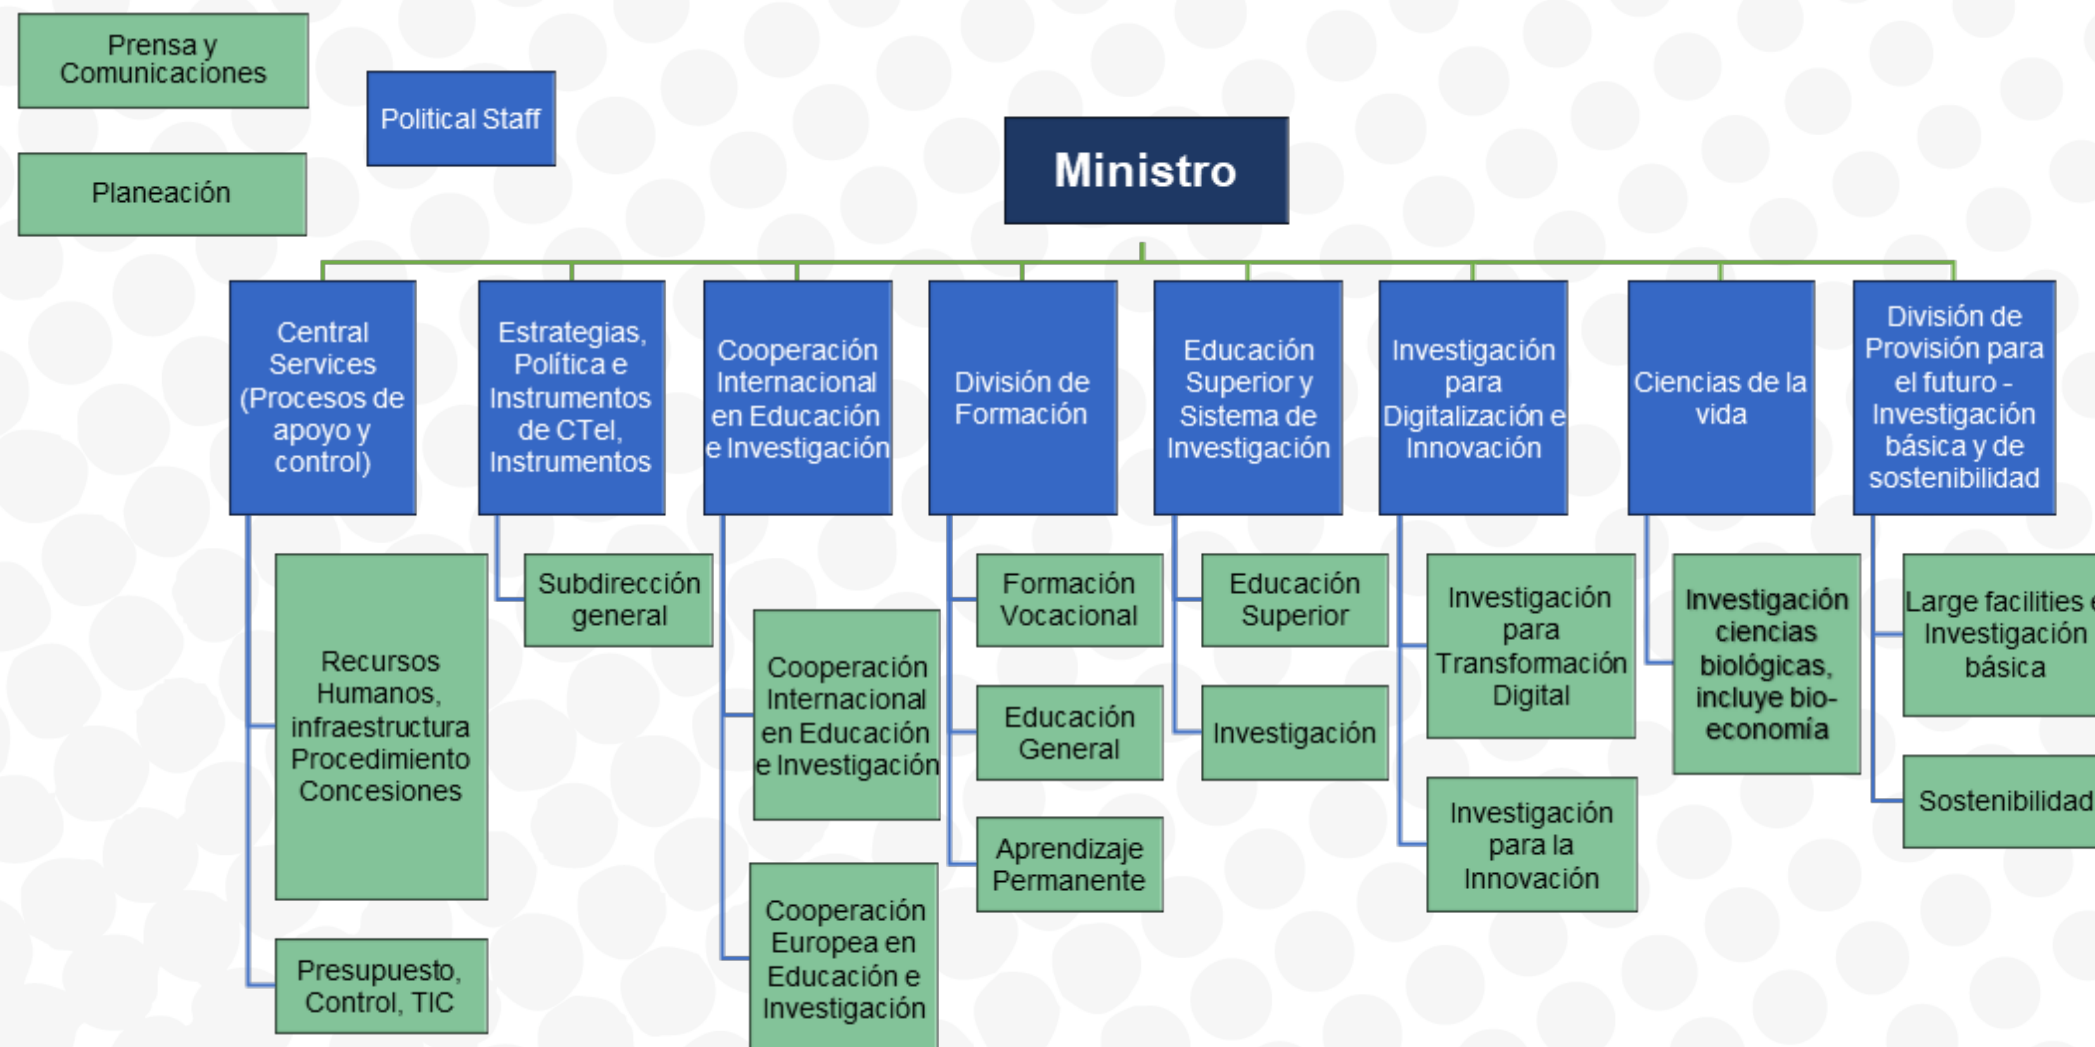 Prensa y
Comunicaciones
Political Staff
Planeación
Ministro
Central
Services
(Procesos de
apoyo y
control)
Estrategias,
Política e
Instrumentos
de CTeI,
Instrumentos
Cooperación
Internacional
en Educación
e Investigación
División de
Formación
Educación
Superior y
Sistema de
Investigación
Investigación
para
Digitalización e
Innovación
Ciencias de la
vida
División de
Provisión para
el futuro -
Investigación
básica y de
sostenibilidad
Recursos
Humanos,
infraestructura
Procedimiento
Concesiones
Presupuesto,
Control, TIC
Subdirección
general
Cooperación
Internacional
en Educación
e Investigación
Cooperación
Europea en
Educación e
Investigación
Formación
Vocacional
Educación
General
Aprendizaje
Permanente
Educación
Superior
Investigación
Investigación
para
Transformación
Digital
Investigación
para la
Innovación
Investigación
ciencias
biológicas,
incluye bio-
economía
Large facilities e
Investigación
básica
Sostenibilidad